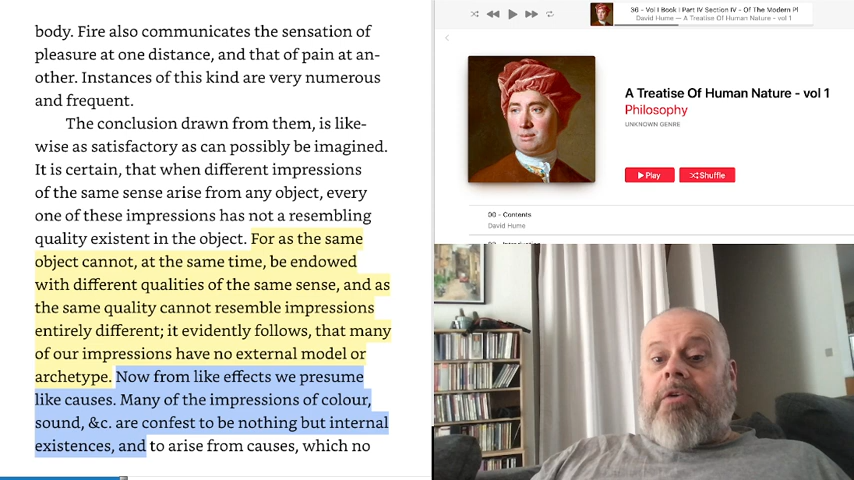 body. Fire also communicates the sensation of
pleasure at one distance, and that of pain at an-
other. Instances of this kind are very numerous
and frequent.
The conclusion drawn from them, is like-
wise as satisfactory as can possibly be imagined.
It is certain, that when different impressions
of the same sense arise from any object, every
one of these impressions has not a resembling
quality existent in the object. For as the same
object cannot, at the same time, be endowed
with different qualities of the same sense, and as
the same quality cannot resemble impressions
entirely different; it evidently follows, that many
of our impressions have no external model or
archetype. Now from like effects we presume
like causes. Many of the impressions of colour,
sound, &c. are confest to be nothing but internal
existences, and to arise from causes, which no
36 - Vol I Book I Part IV Section IV - Of The Modern Pl
David Hume — A Treatise Of Human Nature - vol 1
A Treatise Of Human Nature - vol 1
Philosophy
UNKNOWN GENRE
Play
Shuffle
00 - Contents
David Hume